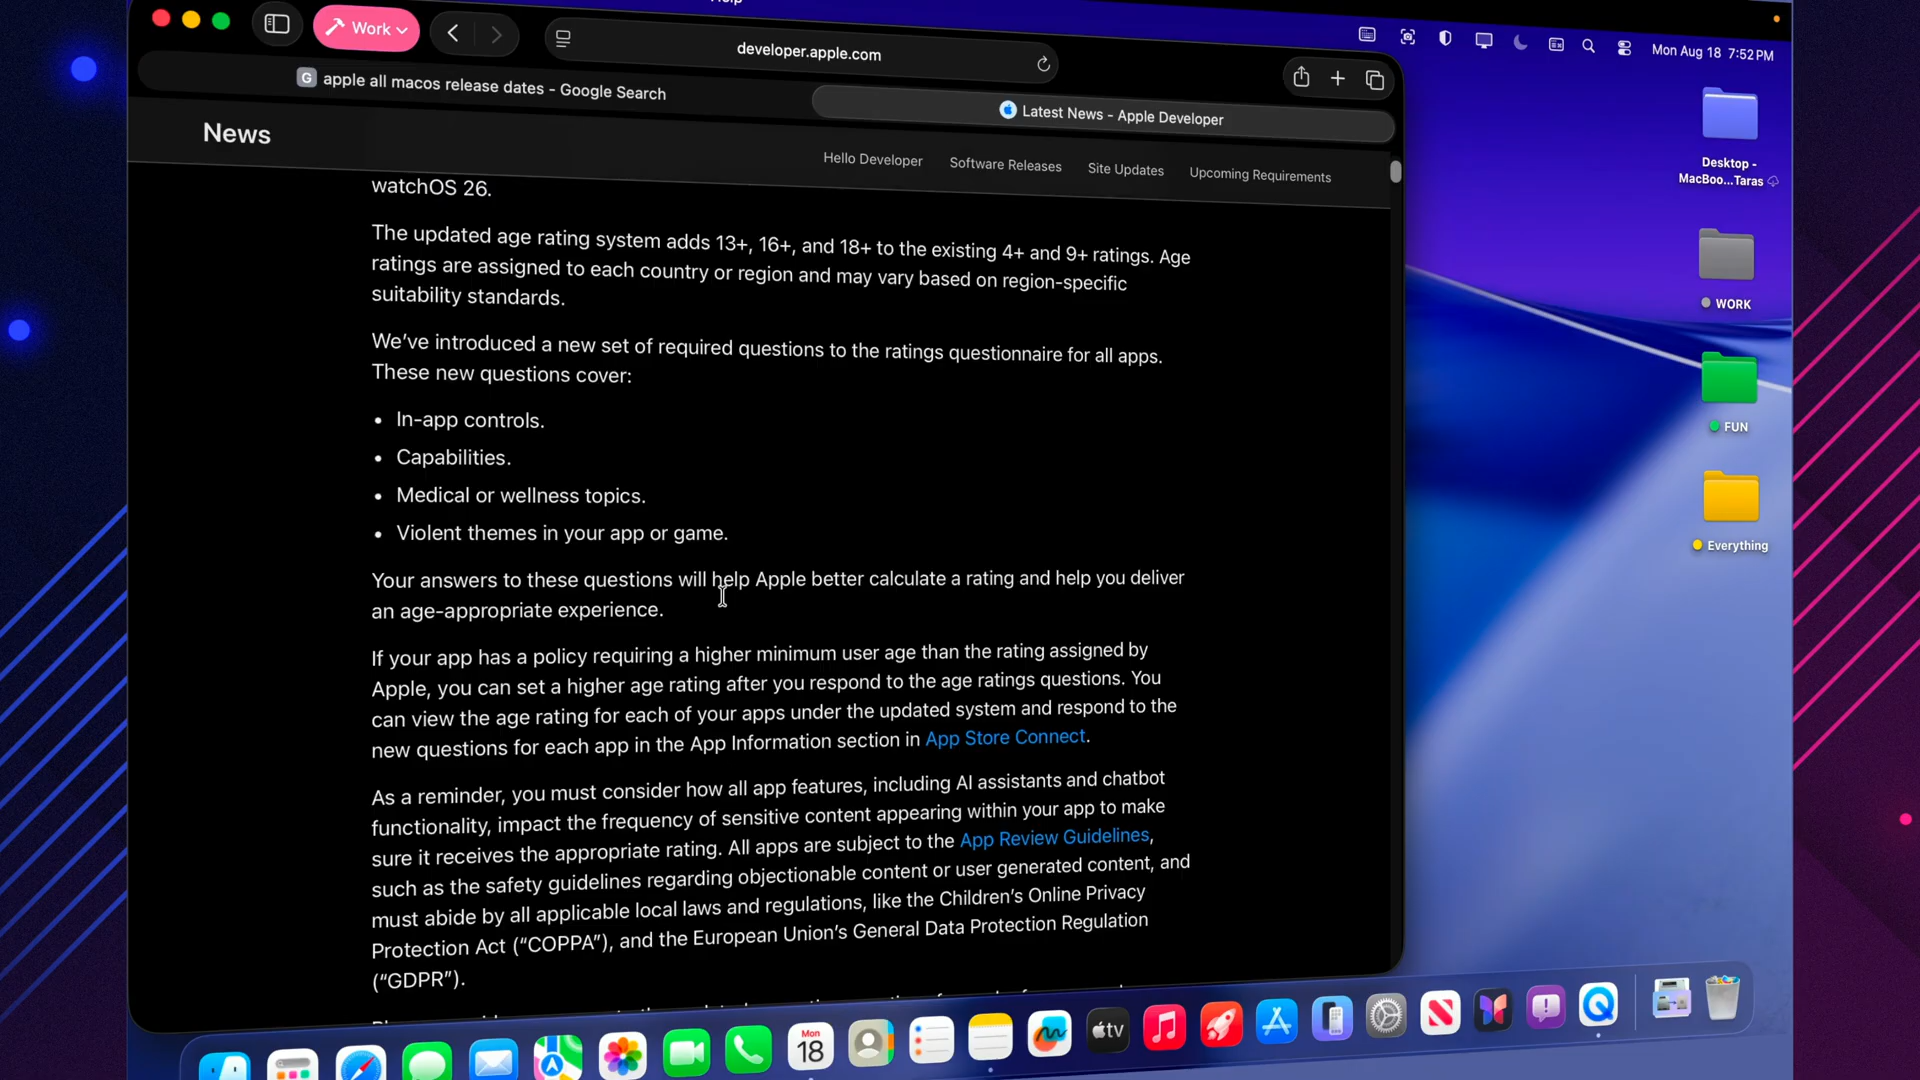 Help
Work
developer.apple.com
Mon Aug 18 7:52 PM
G apple all macos release dates - Google Search
Latest News - Apple Developer
News
Hello Developer
Software Releases
Site Updates
Upcoming Requirements
watchOS 26.
The updated age rating system adds 13+, 16+, and 18+ to the existing 4+ and 9+ ratings. Age
ratings are assigned to each country or region and may vary based on region-specific
suitability standards.
We’ve introduced a new set of required questions to the ratings questionnaire for all apps.
These new questions cover:
• In-app controls.
• Capabilities.
• Medical or wellness topics.
• Violent themes in your app or game.
Your answers to these questions will help Apple better calculate a rating and help you deliver
an age-appropriate experience.
If your app has a policy requiring a higher minimum user age than the rating assigned by
Apple, you can set a higher age rating after you respond to the age ratings questions. You
can view the age rating for each of your apps under the updated system and respond to the
new questions for each app in the App Information section in App Store Connect.
As a reminder, you must consider how all app features, including AI assistants and chatbot
functionality, impact the frequency of sensitive content appearing within your app to make
sure it receives the appropriate rating. All apps are subject to the App Review Guidelines,
such as the safety guidelines regarding objectionable content or user generated content, and
must abide by all applicable local laws and regulations, like the Children’s Online Privacy
Protection Act (“COPPA”), and the European Union’s General Data Protection Regulation
(“GDPR”).
Desktop -
MacBoo...Taras
WORK
FUN
Everything
Mon
18
tv